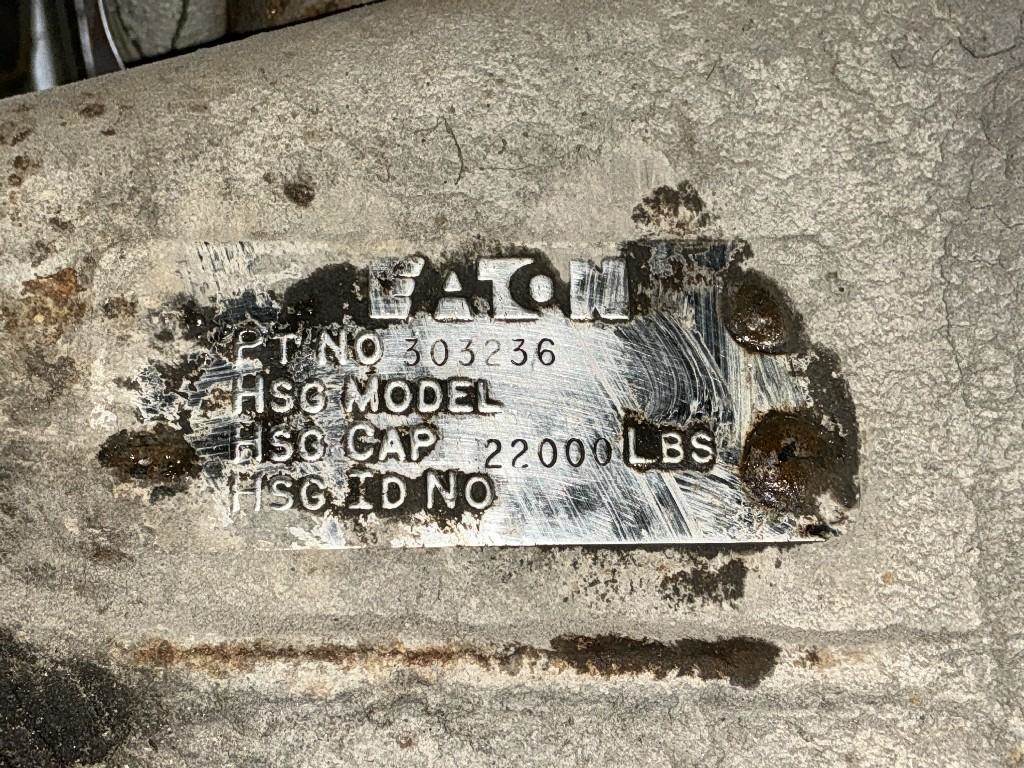 EATON
PT NO 303236
HSG MODEL
HSG CAP 22000 LBS
HSG ID NO